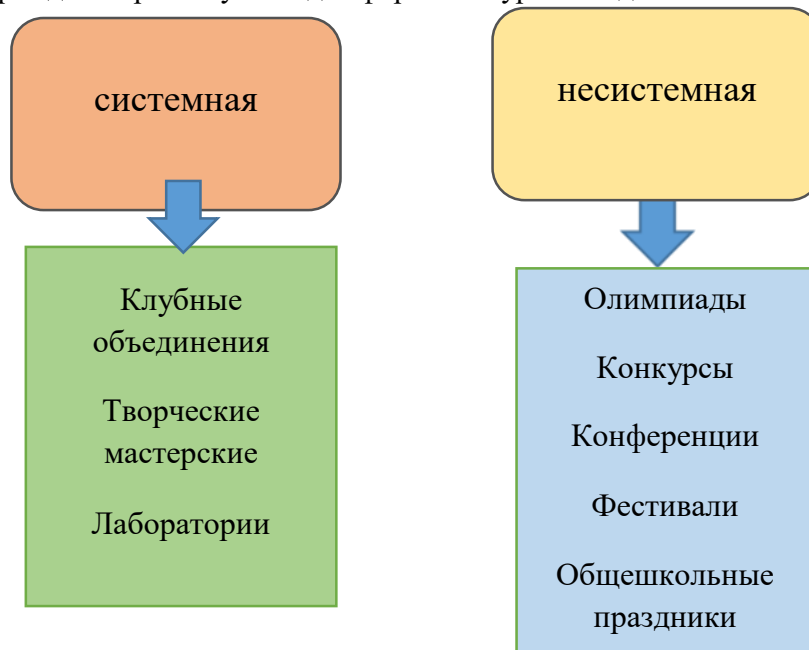 системная
Клубные
объединения
Творческие
мастерские
Лаборатории
несистемная
Олимпиады
Конкурсы
Конференции
Фестивали
Общешкольные
праздники